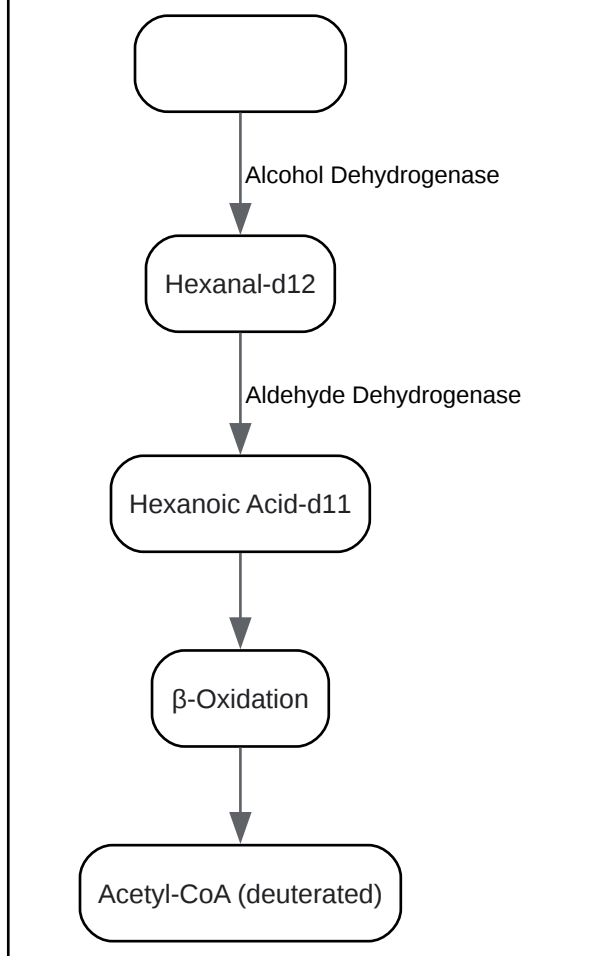 Alcohol Dehydrogenase
Hexanal-d12
Aldehyde Dehydrogenase
Hexanoic Acid-d11
β-Oxidation
Acetyl-CoA (deuterated)